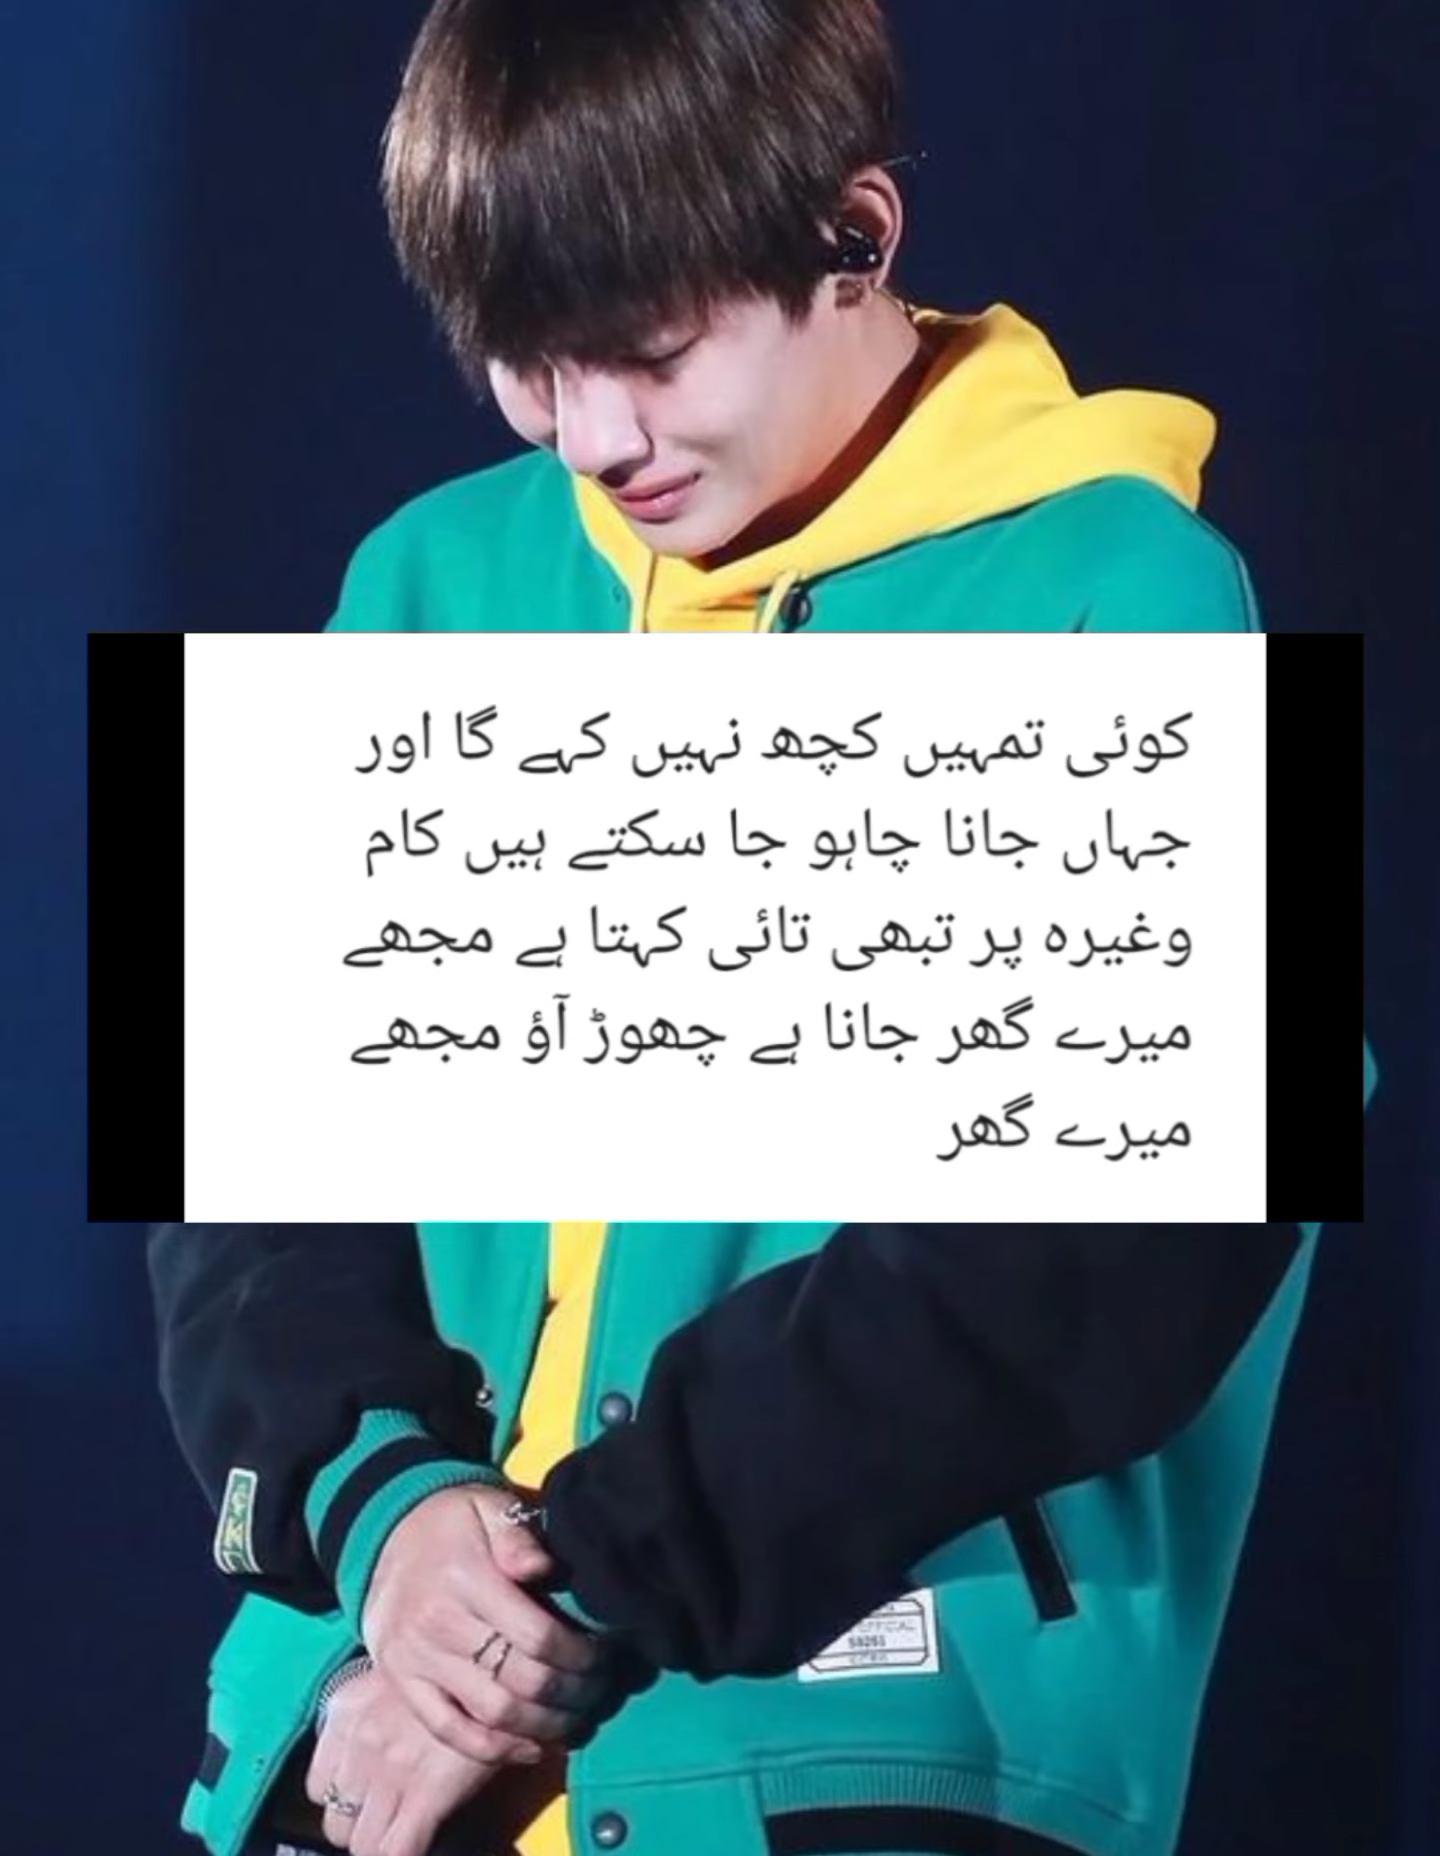 کوئی تمہیں کچھ نہیں کہے گا اور
جہاں جانا چاہو جا سکتے ہیں کام
وغیرہ پر تبھی تائی کہتا ہے مجھے
میرے گھر جانا ہے چھوڑ آؤ مجھے
میرے گھر